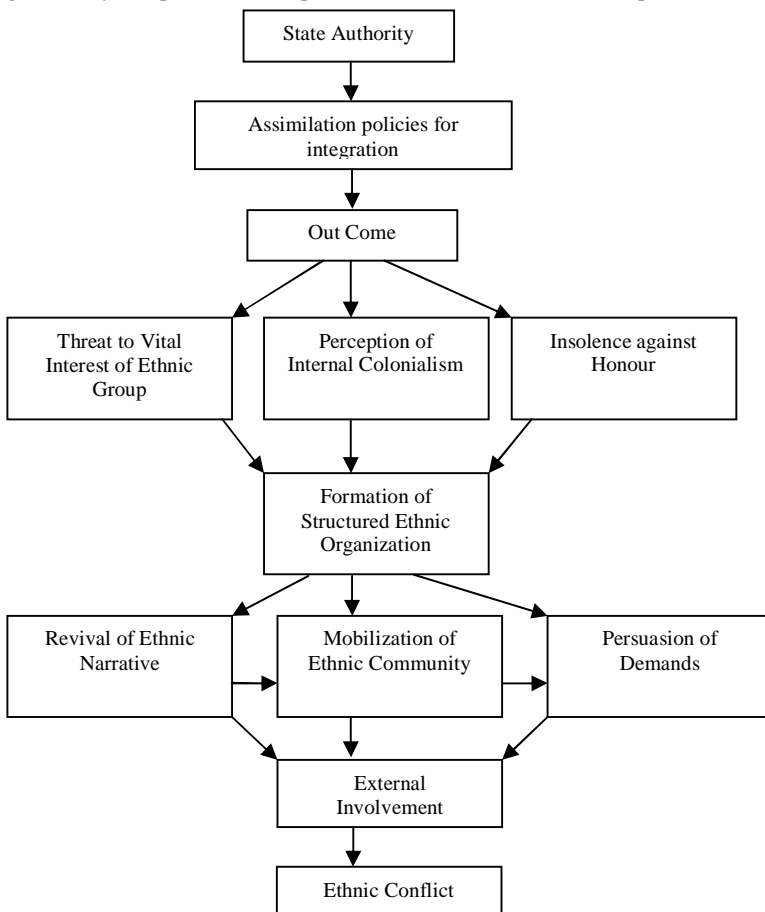 State Authority
Assimilation policies for
integration
Out Come
Threat to Vital
Interest of Ethnic
Group
Perception of
Internal Colonialism
Insolence against
Honour
Formation of
Structured Ethnic
Organization
Revival of Ethnic
Narrative
Mobilization of
Ethnic Community
Persuasion of
Demands
External
Involvement
Ethnic Conflict